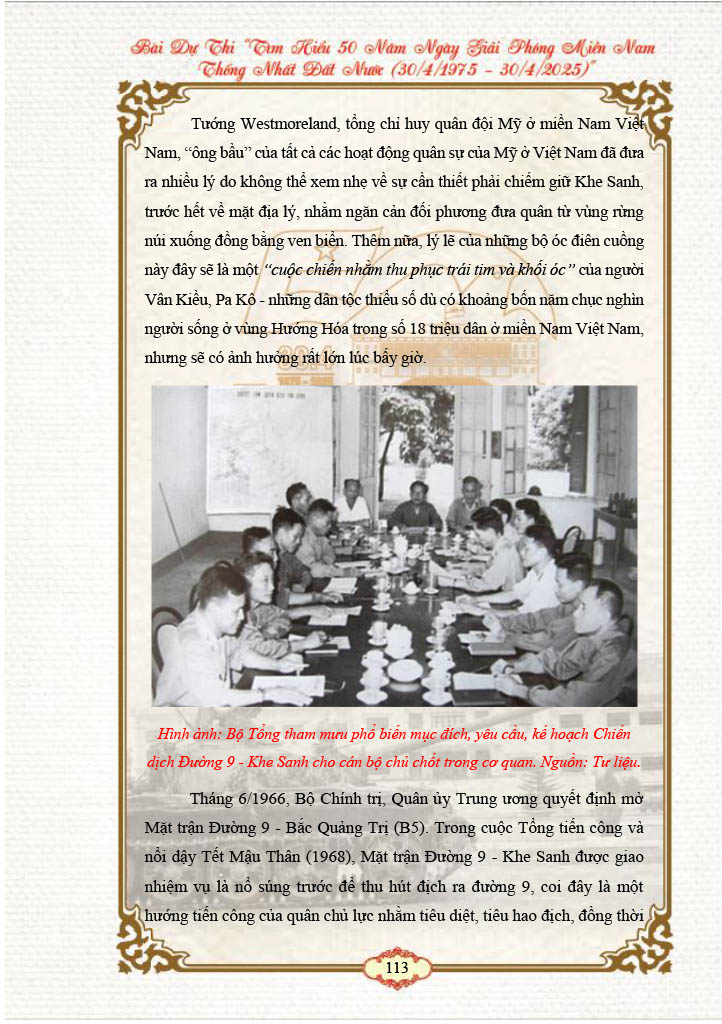 Bài Dự Thi “Tìm Hiểu 50 Năm Ngày Giải Phóng Miền Nam
Thống Nhất Đất Nước (30/4/1975 – 30/4/2025)”
Tướng Westmoreland, tổng chỉ huy quân đội Mỹ ở miền Nam Việt
Nam, “ông bầu” của tất cả các hoạt động quân sự của Mỹ ở Việt Nam đã đưa
ra nhiều lý do không thể xem nhẹ về sự cần thiết phải chiếm giữ Khe Sanh,
trước hết về mặt địa lý, nhằm ngăn cản đối phương đưa quân từ vùng rừng
núi xuống đồng bằng ven biển. Thêm nữa, lý lẽ của những bộ óc điên cuồng
này đây sẽ là một “cuộc chiến nhằm thu phục trái tim và khối óc” của người
Vân Kiều, Pa Kô - những dân tộc thiểu số dù có khoảng bốn năm chục nghìn
người sống ở vùng Hướng Hóa trong số 18 triệu dân ở miền Nam Việt Nam,
nhưng sẽ có ảnh hưởng rất lớn lúc bấy giờ.
Hình ảnh: Bộ Tổng tham mưu phổ biến mục đích, yêu cầu, kế hoạch Chiến
dịch Đường 9 - Khe Sanh cho cán bộ chủ chốt trong cơ quan. Nguồn: Tư liệu.
Tháng 6/1966, Bộ Chính trị, Quân ủy Trung ương quyết định mở
Mặt trận Đường 9 - Bắc Quảng Trị (B5). Trong cuộc Tổng tiến công và
nổi dậy Tết Mậu Thân (1968), Mặt trận Đường 9 - Khe Sanh được giao
nhiệm vụ là nổ súng trước để thu hút địch ra đường 9, coi đây là một
hướng tiến công của quân chủ lực nhằm tiêu diệt, tiêu hao địch, đồng thời
113